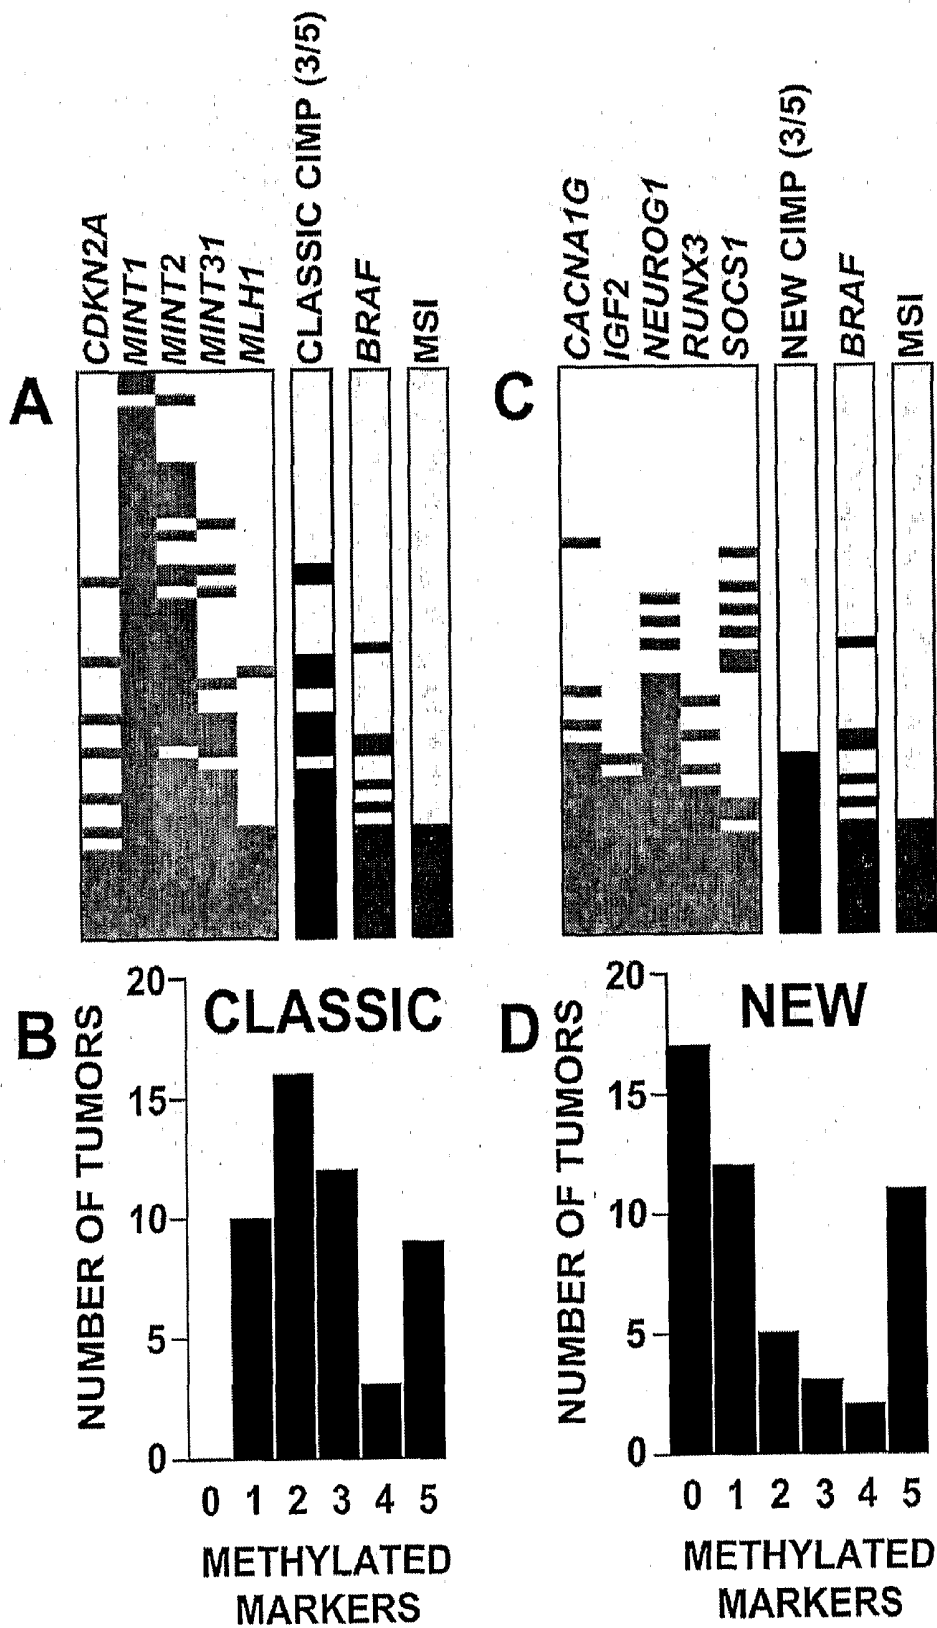 A
CDKN2A
MINT1
MINT2
MINT31
MLH1
CLASSIC CIMP (3/5)
BRAF
MSI
C
CACNA1G
IGF2
NEUROG1
RUNX3
SOCS1
NEW CIMP (3/5)
BRAF
MSI
B
CLASSIC
NUMBER OF TUMORS
20
15
10
5
0
0 1 2 3 4 5
METHYLATED
MARKERS
D
NEW
NUMBER OF TUMORS
20
15
10
5
0
0 1 2 3 4 5
METHYLATED
MARKERS